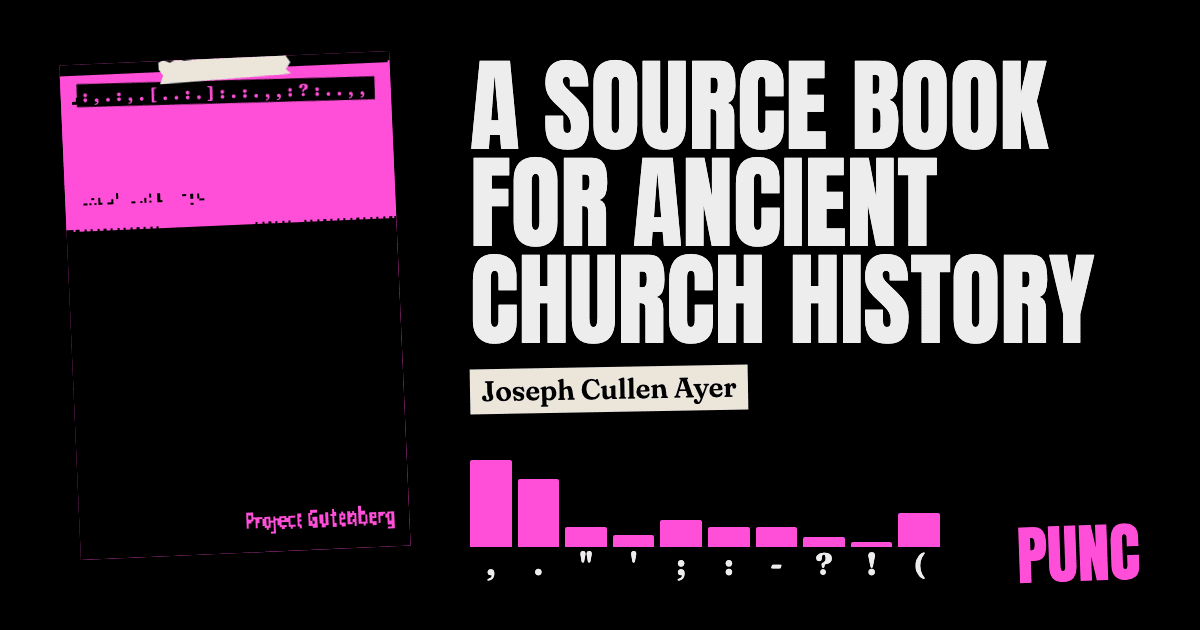 :,.:,.[..:.]:.:.,,:?:..,,
Project Gutenberg
A SOURCE BOOK
FOR ANCIENT
CHURCH HISTORY
Joseph Cullen Ayer
, . " ' ; : - ? ! (
PUNC